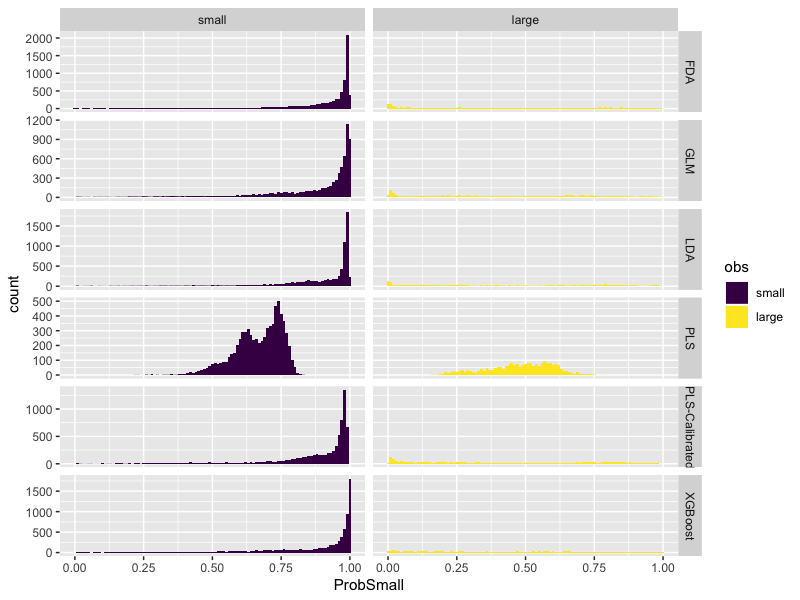 small large
2000
1500
1000
500
0
FDA
1200
900
600
300
0
GLM
1500
1000
500
0
LDA
500
400
300
200
100
0
PLS
1000
500
0
PLS-Calibrated
1500
1000
500
0
XGBoost
0.00 0.25 0.50 0.75 1.00 0.00 0.25 0.50 0.75 1.00
ProbSmall
count
obs
small
large